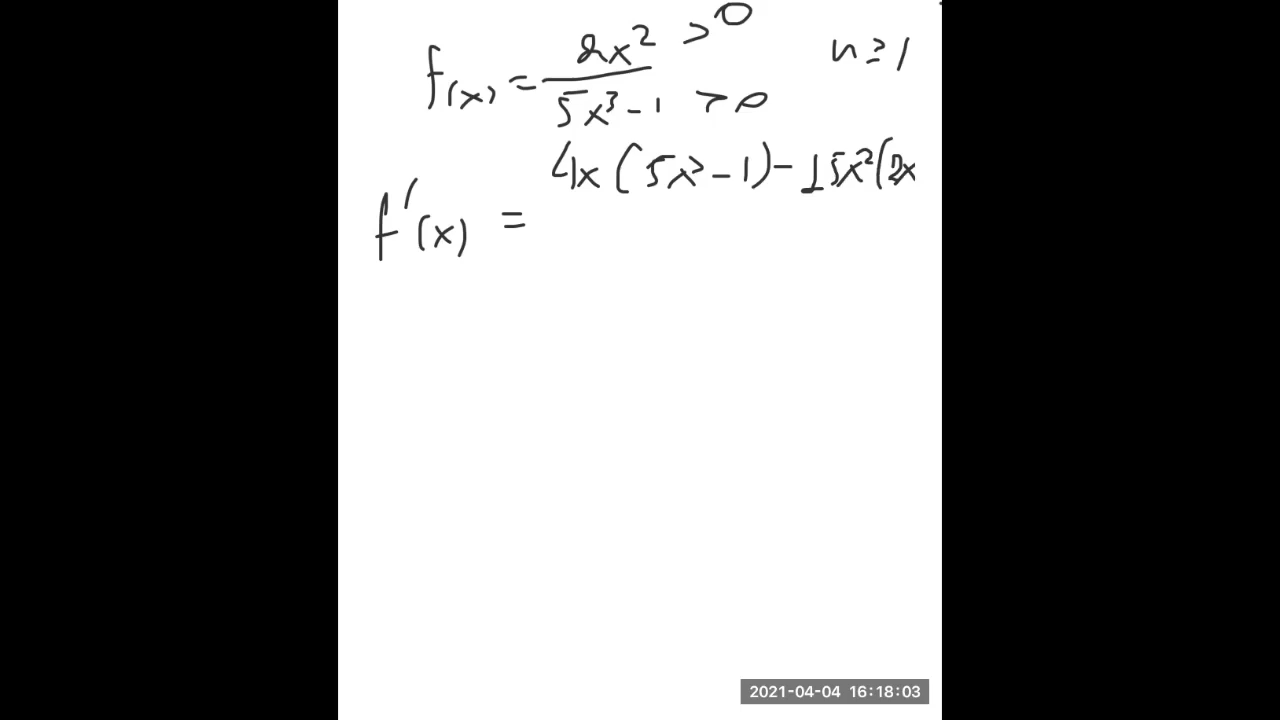 f(x) = 2x² / 5x³ - 1 > 0 > 0 n ≥ 1
f'(x) = 4x (5x³ - 1) - 15x² (2x
2021-04-04 16:18:03